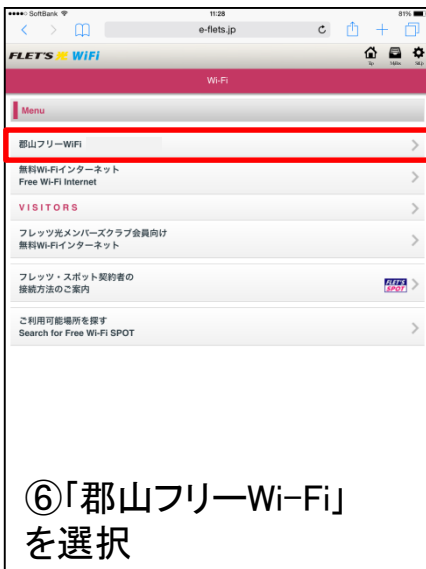 SoftBank 11:28 81%
e-flets.jp
FLET'S 光 WiFi
Wi-Fi
Menu
郡山フリーWiFi
無料Wi-Fiインターネット
Free Wi-Fi Internet
VISITORS
フレッツ光メンバーズクラブ会員向け
無料Wi-Fiインターネット
フレッツ・スポット契約者の
接続方法のご案内
FLET'S
SPOT
ご利用可能場所を探す
Search for Free Wi-Fi SPOT
⑥「郡山フリーWi-Fi」
を選択